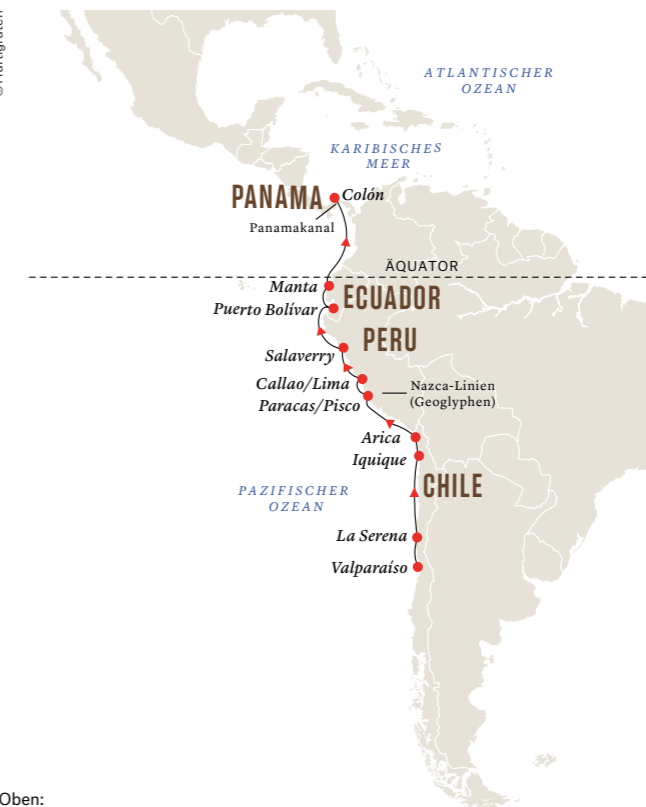 ©Hurtigruten
ATLANTISCHER
OZEAN
KARIBISCHES
MEER
PANAMA
Colón
Panamakanal
ÄQUATOR
Manta
ECUADOR
Puerto Bolívar
PERU
Salaverry
Callao/Lima
Nazca-Linien
(Geoglyphen)
Paracas/Pisco
Arica
Iquique
CHILE
PAZIFISCHER
OZEAN
La Serena
Valparaíso
Oben: